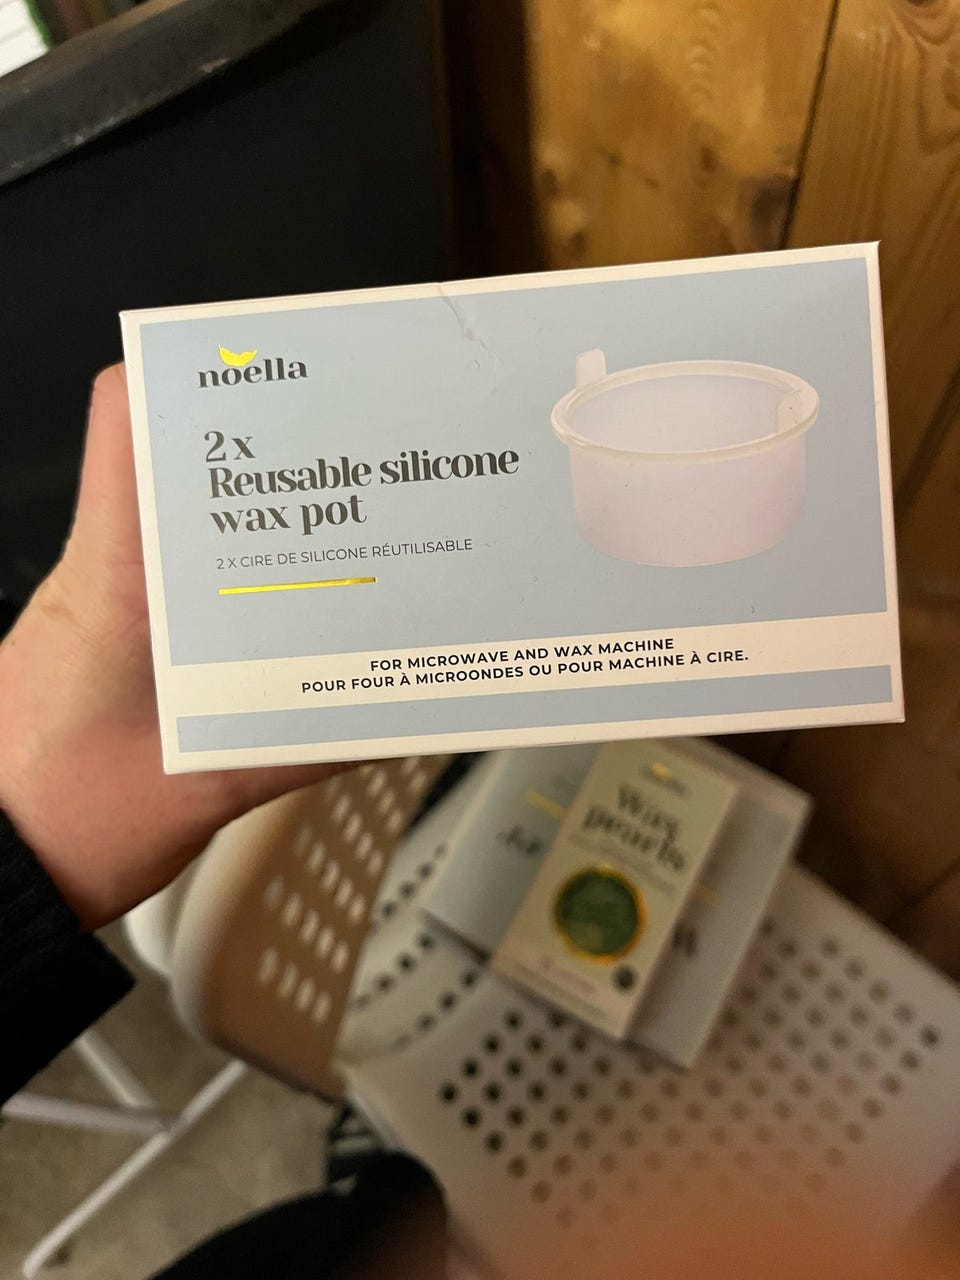 noella
2 x
Reusable silicone
wax pot
2 X CIRE DE SILICONE RÉUTILISABLE
FOR MICROWAVE AND WAX MACHINE
POUR FOUR À MICROONDES OU POUR MACHINE À CIRE.
Wax
pearls